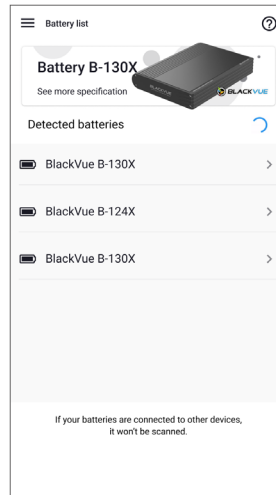 Battery list
Battery B-130X
See more specification
BLACKVUE
BLACKVUE
Detected batteries
BlackVue B-130X
BlackVue B-124X
BlackVue B-130X
If your batteries are connected to other devices,
it won't be scanned.